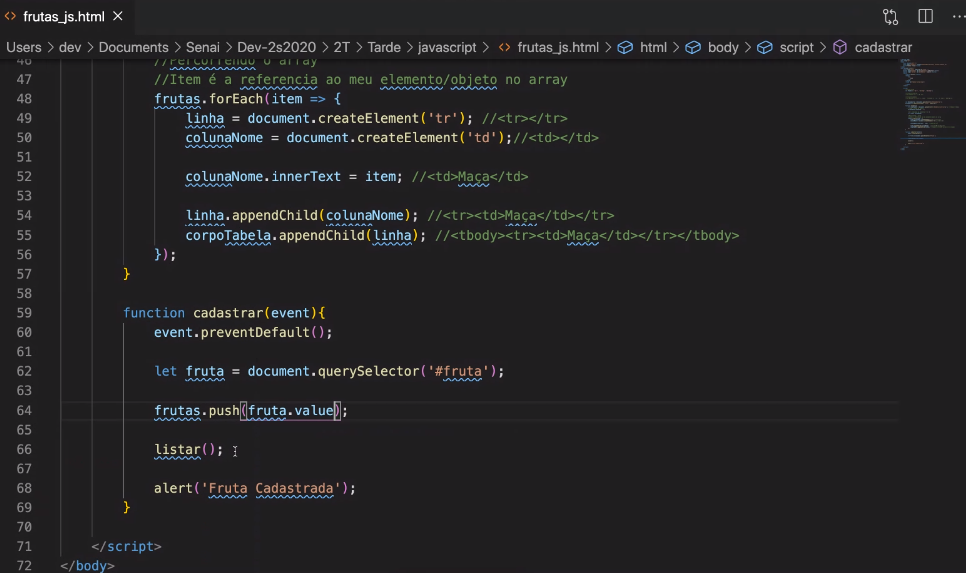 frutas_js.html
Users > dev > Documents > Senai > Dev-2s2020 > 2T > Tarde > javascript > frutas_js.html > html > body > script > cadastrar
46 //Percorrendo o array
47 //Item é a referencia ao meu elemento/objeto no array
48 frutas.forEach(item => {
49 linha = document.createElement('tr'); //<tr></tr>
50 colunaNome = document.createElement('td');//<td></td>
51
52 colunaNome.innerText = item; //<td>Maça</td>
53
54 linha.appendChild(colunaNome); //<tr><td>Maça</td></tr>
55 corpoTabela.appendChild(linha); //<tbody><tr><td>Maça</td></tr></tbody>
56 });
57 }
58
59 function cadastrar(event){
60 event.preventDefault();
61
62 let fruta = document.querySelector('#fruta');
63
64 frutas.push(fruta.value);
65
66 listar();
67
68 alert('Fruta Cadastrada');
69 }
70
71 </script>
72 </body>